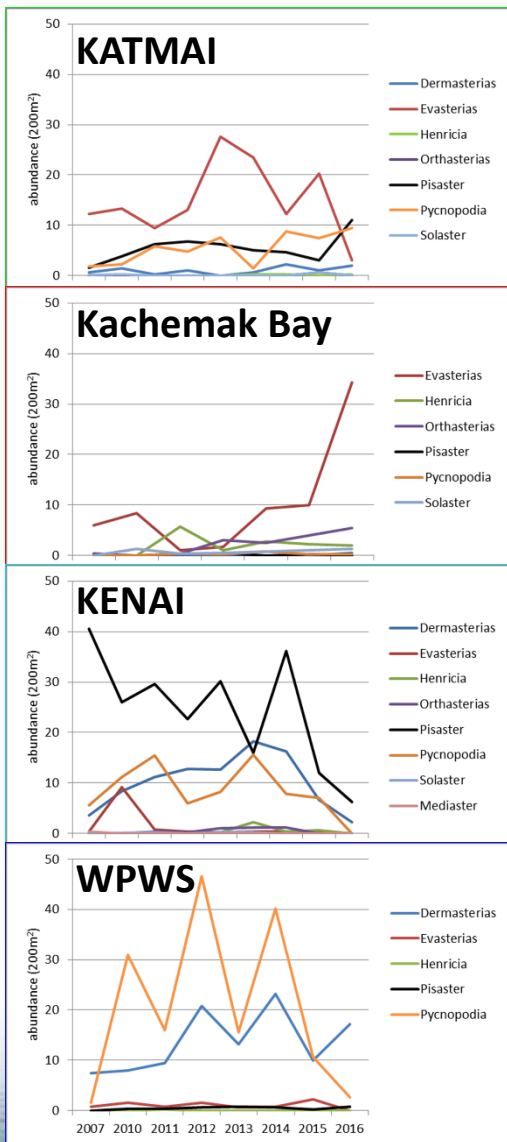 KATMAI
abundance (200m²)
50
40
30
20
10
0
Dermasterias
Evasterias
Henricia
Orthasterias
Pisaster
Pycnopodia
Solaster
Kachemak Bay
abundance (200m²)
50
40
30
20
10
0
Evasterias
Henricia
Orthasterias
Pisaster
Pycnopodia
Solaster
KENAI
abundance (200m²)
50
40
30
20
10
0
Dermasterias
Evasterias
Henricia
Orthasterias
Pisaster
Pycnopodia
Solaster
Mediaster
WPWS
abundance (200m²)
50
40
30
20
10
0
Dermasterias
Evasterias
Henricia
Pisaster
Pycnopodia
2007 2010 2011 2012 2013 2014 2015 2016